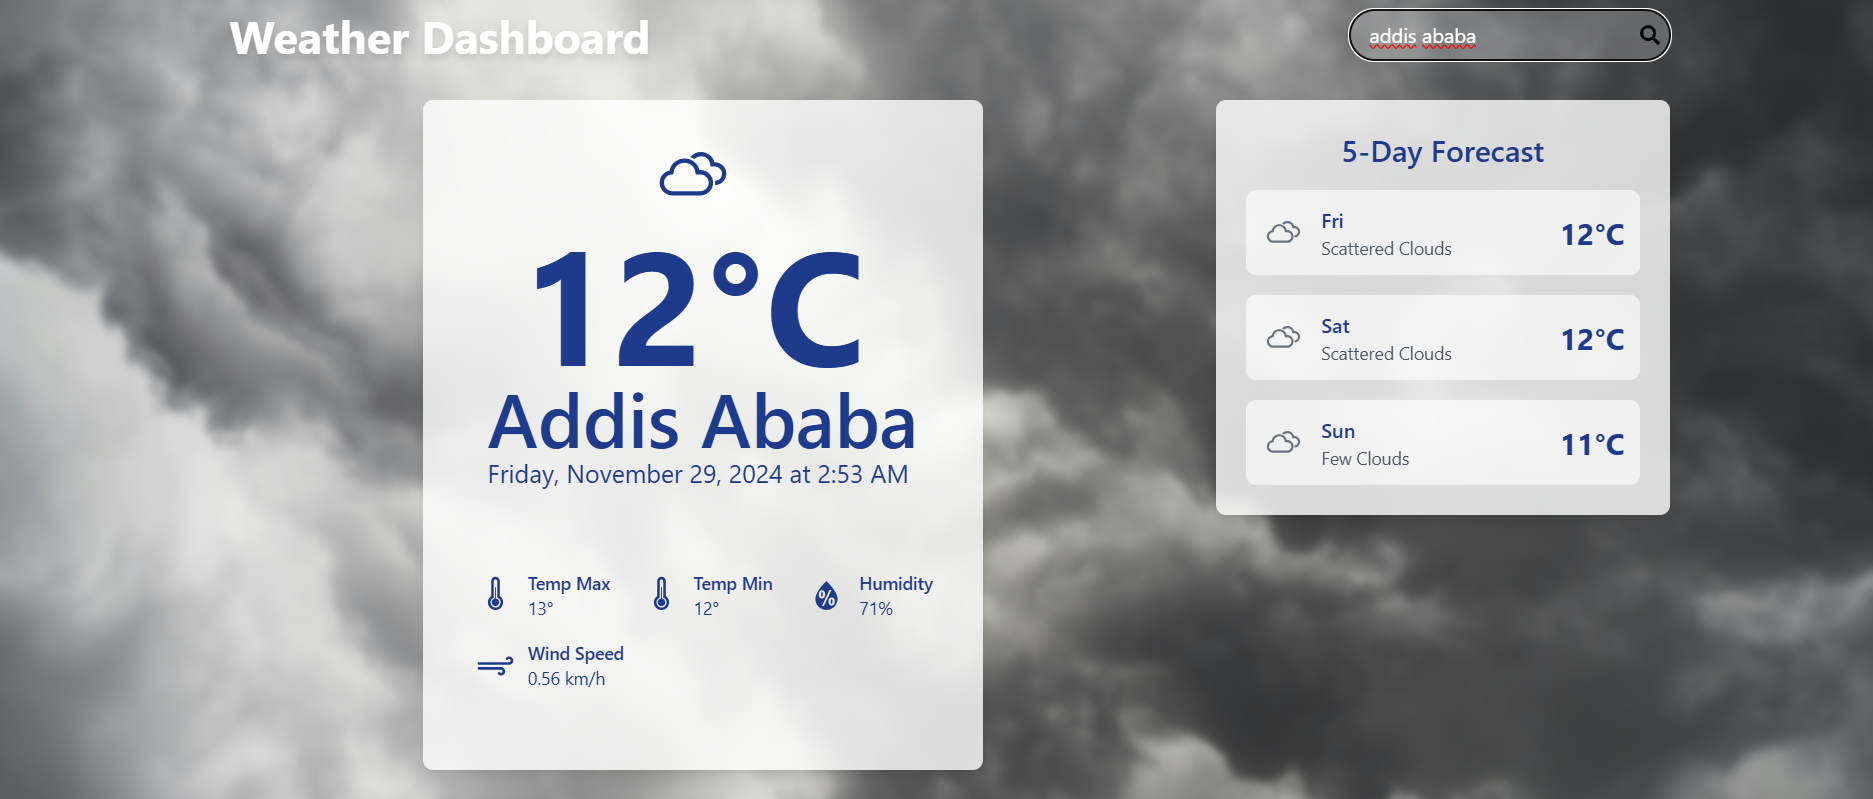 Weather Dashboard
addis ababa
12°C
Addis Ababa
Friday, November 29, 2024 at 2:53 AM
Temp Max
13°
Temp Min
12°
%
Humidity
71%
Wind Speed
0.56 km/h
5-Day Forecast
Fri
Scattered Clouds
12°C
Sat
Scattered Clouds
12°C
Sun
Few Clouds
11°C